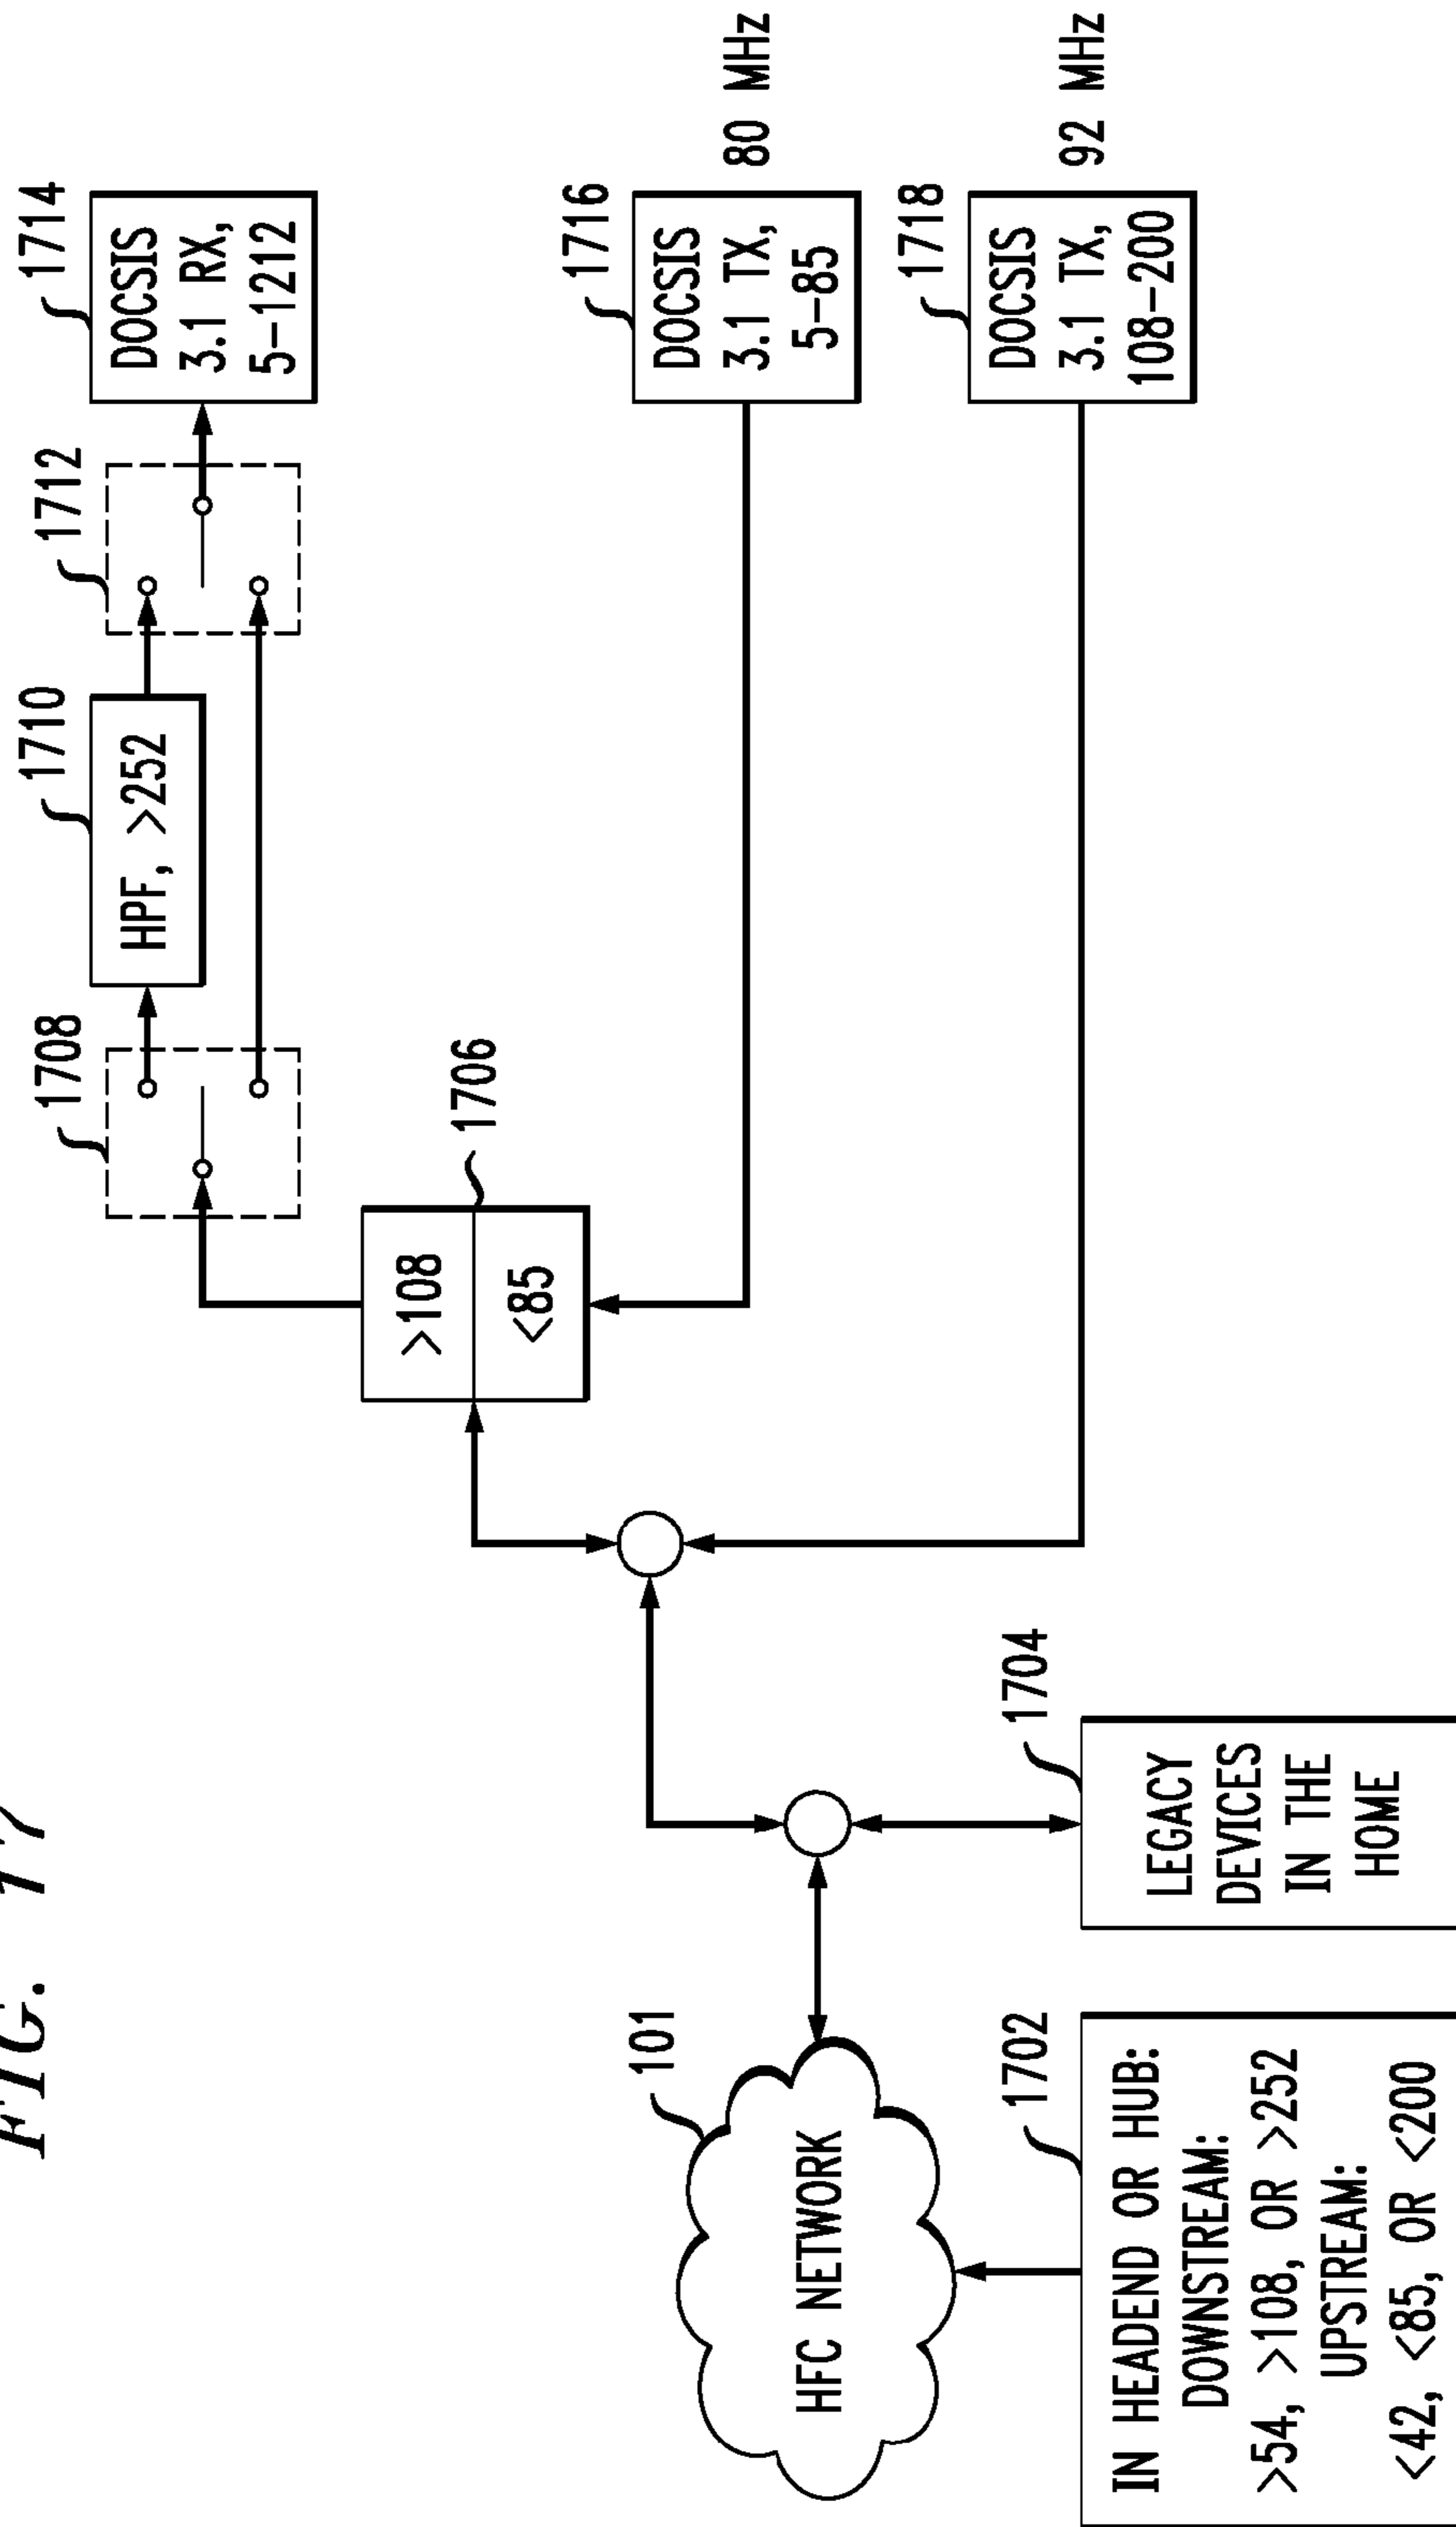 FIG. 17
1708
1710
HPF, >252
1712
1714
DOCSIS
3.1 RX,
5-1212
>108
<85
1706
1716
DOCSIS
3.1 TX,
5-85
80 MHz
1718
DOCSIS
3.1 TX,
108-200
92 MHz
101
HFC NETWORK
1702
IN HEADEND OR HUB:
DOWNSTREAM:
>54, >108, OR >252
UPSTREAM:
<42, <85, OR <200
1704
LEGACY
DEVICES
IN THE
HOME